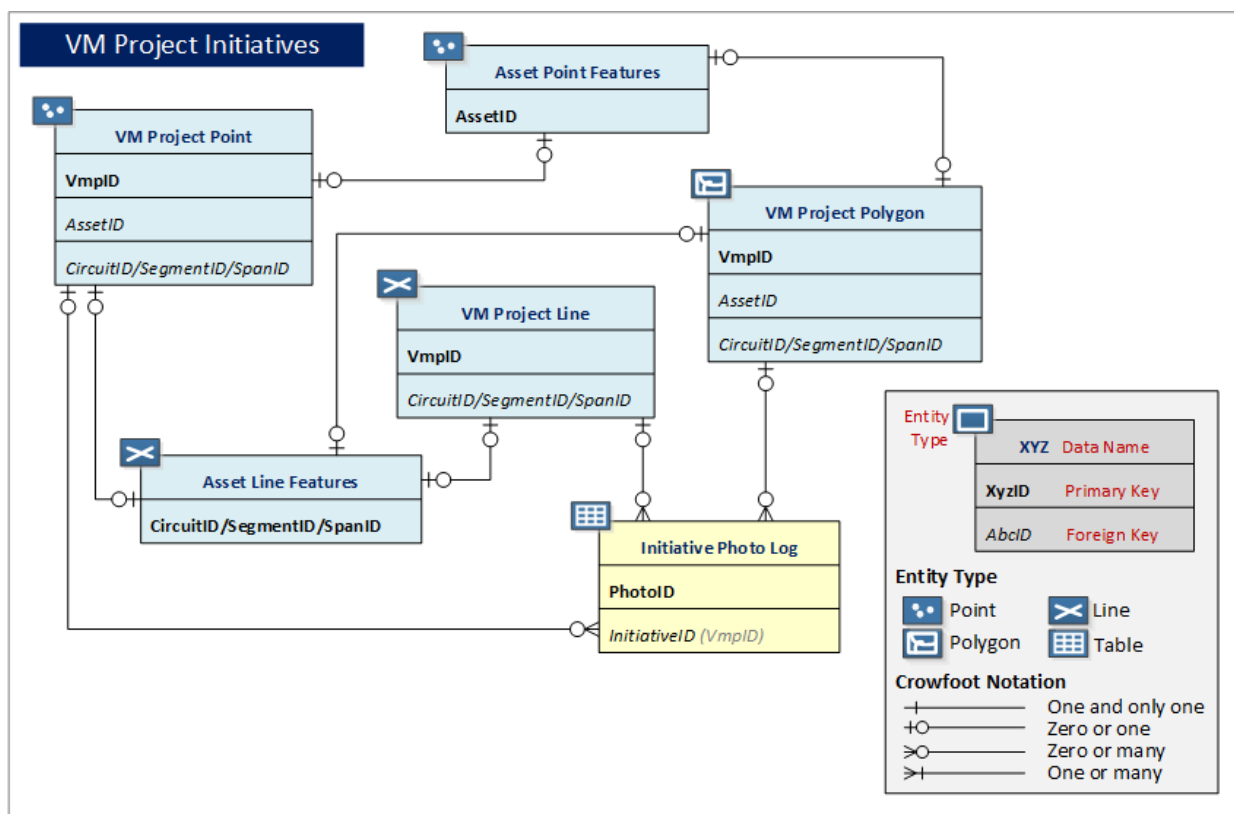 VM Project Initiatives
Asset Point Features
AssetID
VM Project Point
VmpID
AssetID
CircuitID/SegmentID/SpanID
VM Project Polygon
VmpID
AssetID
CircuitID/SegmentID/SpanID
VM Project Line
VmpID
CircuitID/SegmentID/SpanID
Asset Line Features
CircuitID/SegmentID/SpanID
Initiative Photo Log
PhotoID
InitiativeID (VmpID)
Entity
Type
XYZ Data Name
XyzID Primary Key
AbcID Foreign Key
Entity Type
Point Line
Polygon Table
Crowfoot Notation
One and only one
Zero or one
Zero or many
One or many